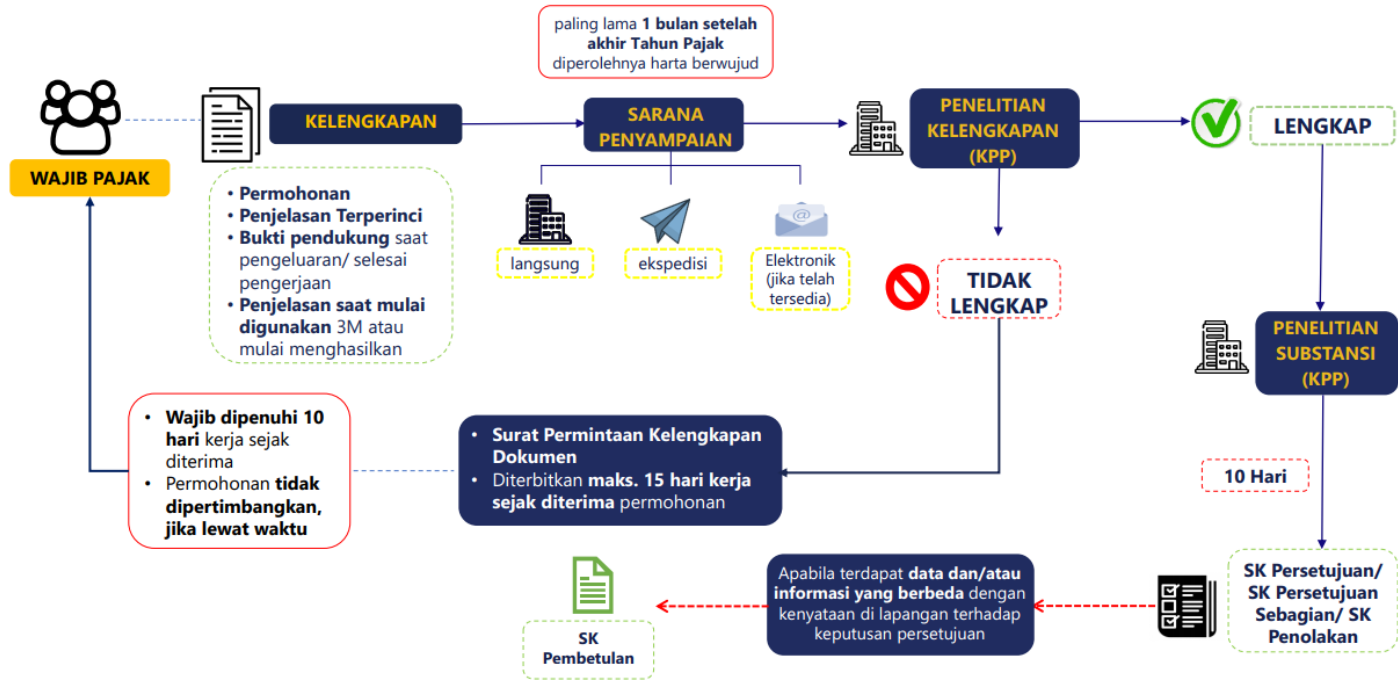 paling lama 1 bulan setelah
akhir Tahun Pajak
diperolehnya harta berwujud
WAJIB PAJAK
KELENGKAPAN
SARANA
PENYAMPAIAN
PENELITIAN
KELENGKAPAN
(KPP)
LENGKAP
• Permohonan
• Penjelasan Terperinci
• Bukti pendukung saat
pengeluaran/ selesai
pengerjaan
• Penjelasan saat mulai
digunakan 3M atau
mulai menghasilkan
langsung
ekspedisi
@
Elektronik
(jika telah
tersedia)
TIDAK
LENGKAP
PENELITIAN
SUBSTANSI
(KPP)
• Wajib dipenuhi 10
hari kerja sejak
diterima
• Permohonan tidak
dipertimbangkan,
jika lewat waktu
• Surat Permintaan Kelengkapan
Dokumen
• Diterbitkan maks. 15 hari kerja
sejak diterima permohonan
10 Hari
SK Persetujuan/
SK Persetujuan
Sebagian/ SK
Penolakan
Apabila terdapat data dan/atau
informasi yang berbeda dengan
kenyataan di lapangan terhadap
keputusan persetujuan
SK
Pembetulan